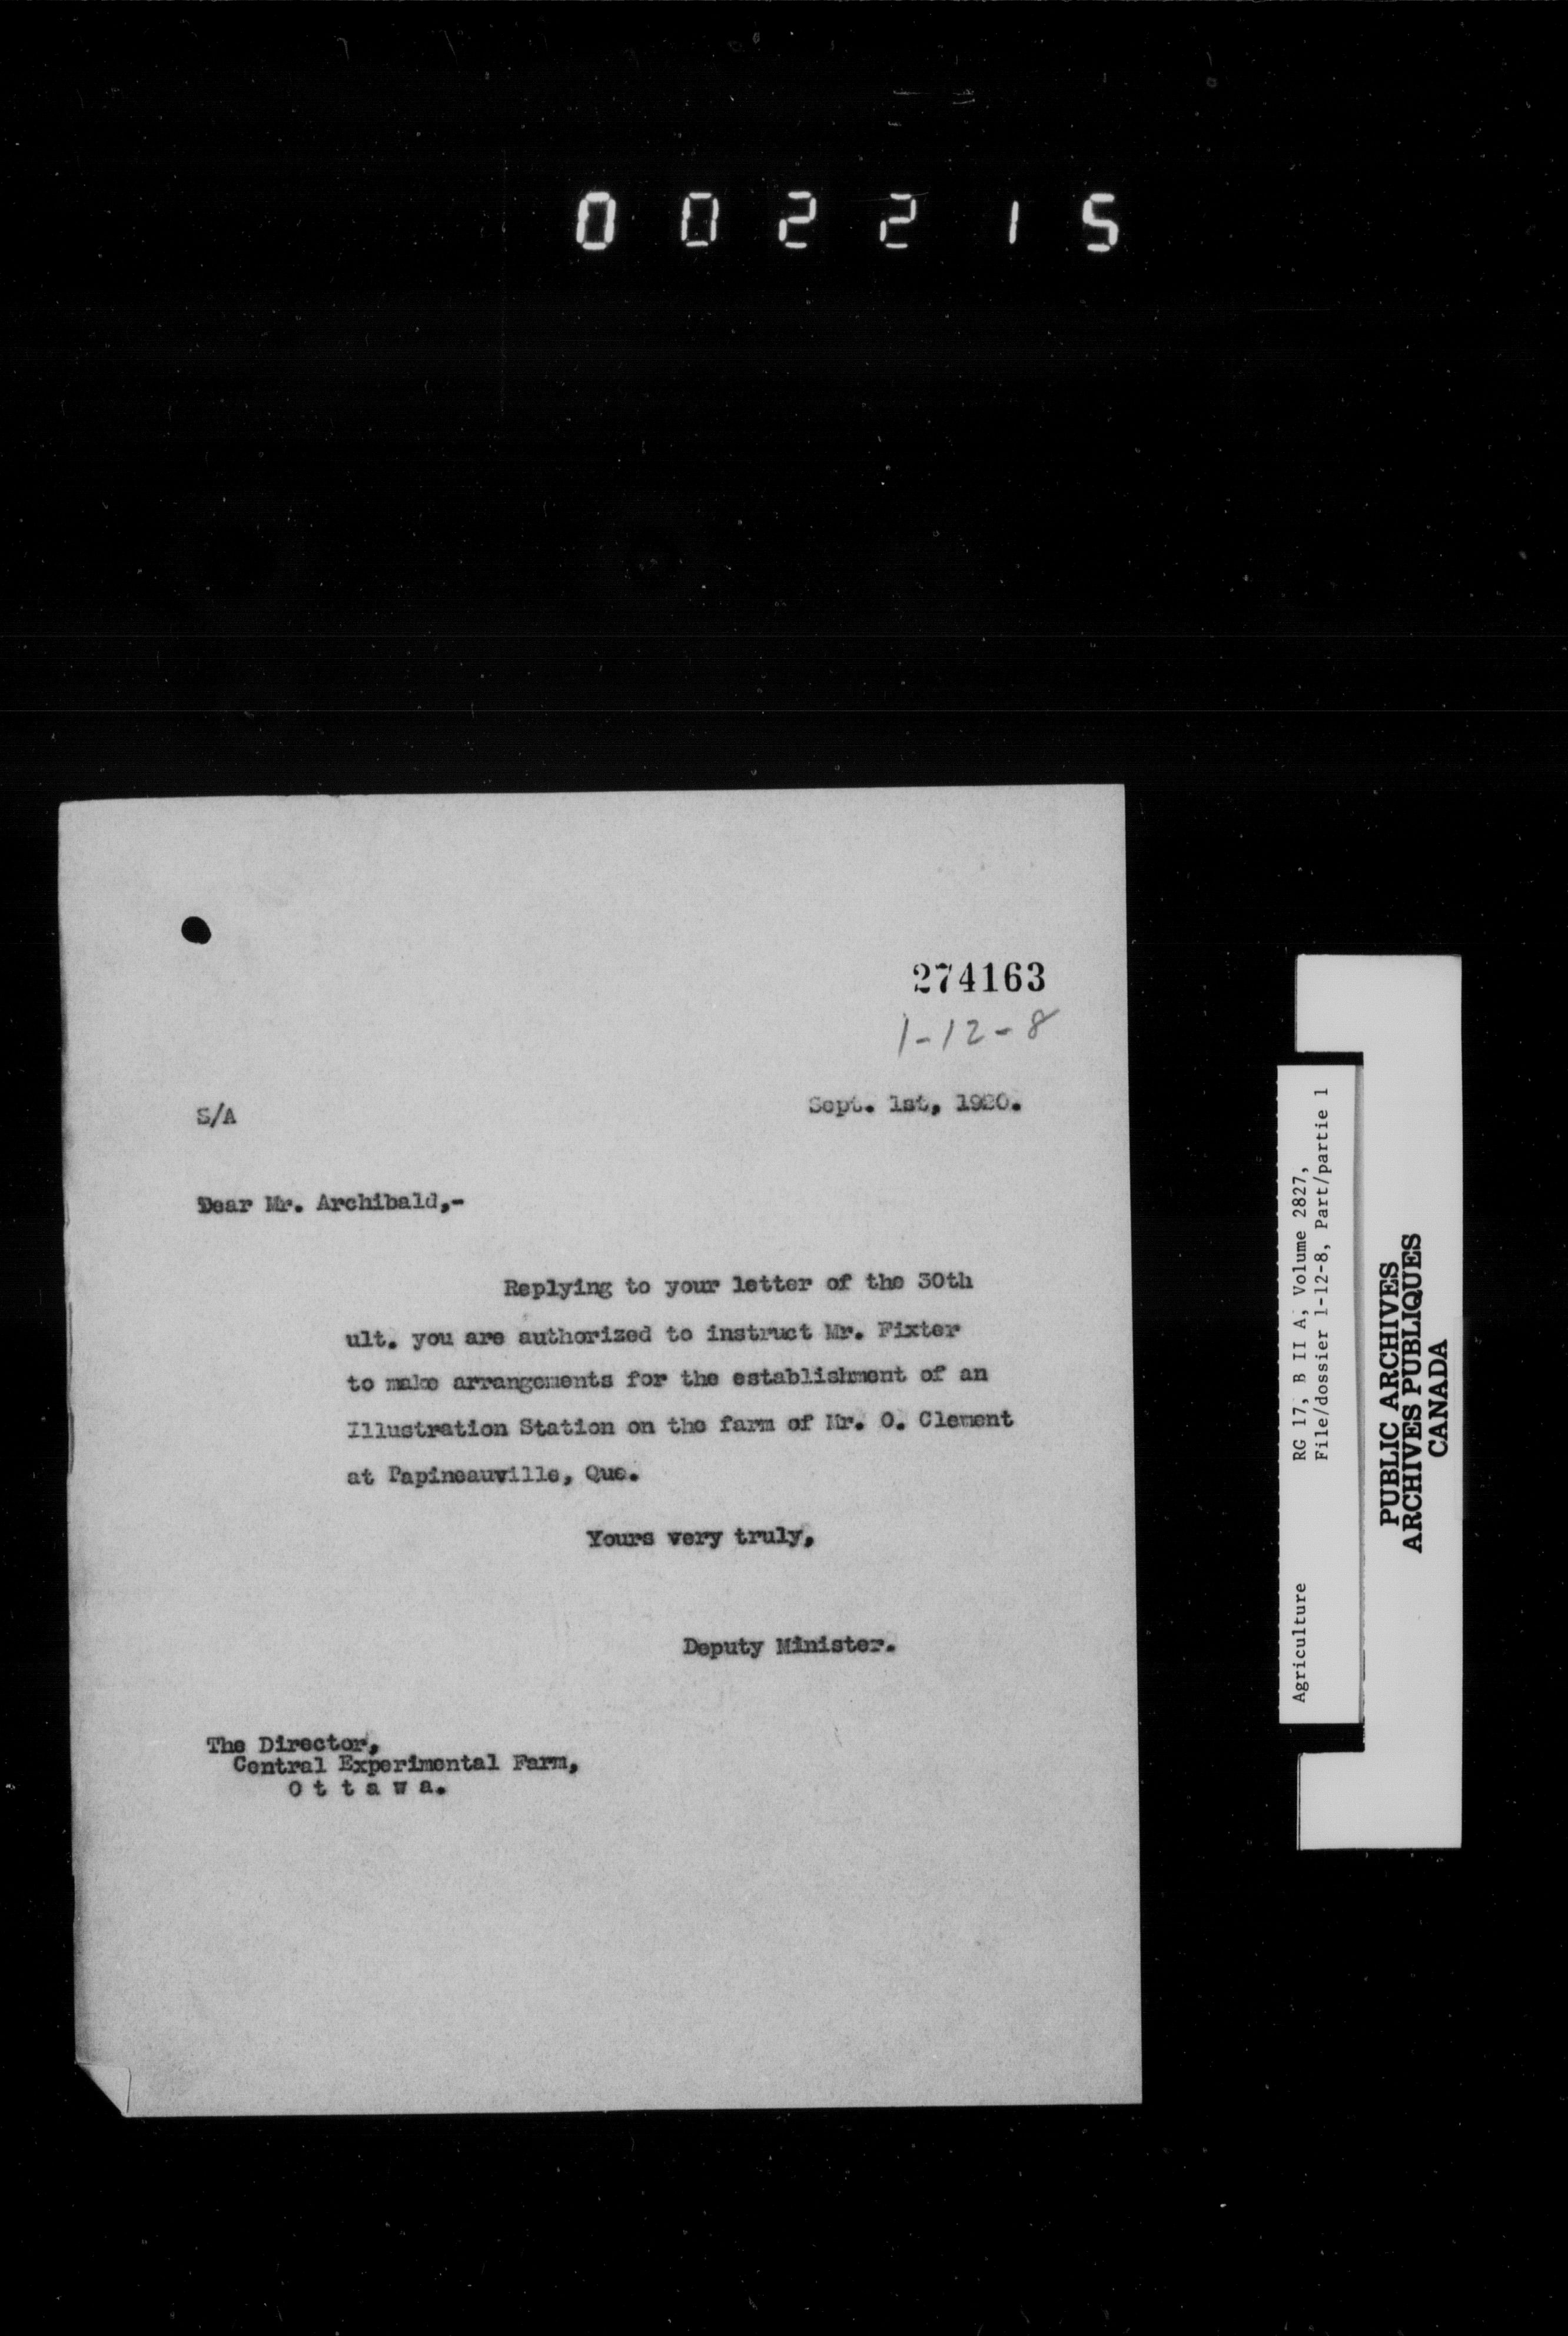 002215
274163
1-12-8
S/A
Sept. 1st, 1920.
Dear Mr. Archibald,-
Replying to your letter of the 30th
ult. you are authorized to instruct Mr. Fixter
to make arrangements for the establishment of an
Illustration Station on the farm of Mr. O. Clement
at Papineauville, Que.
Yours very truly,
Deputy Minister.
The Director,
Central Experimental Farm,
O t t a w a.
Agriculture RG 17, B II A, Volume 2827,
File/dossier 1-12-8, Part/partie 1
PUBLIC ARCHIVES
ARCHIVES PUBLIQUES
CANADA